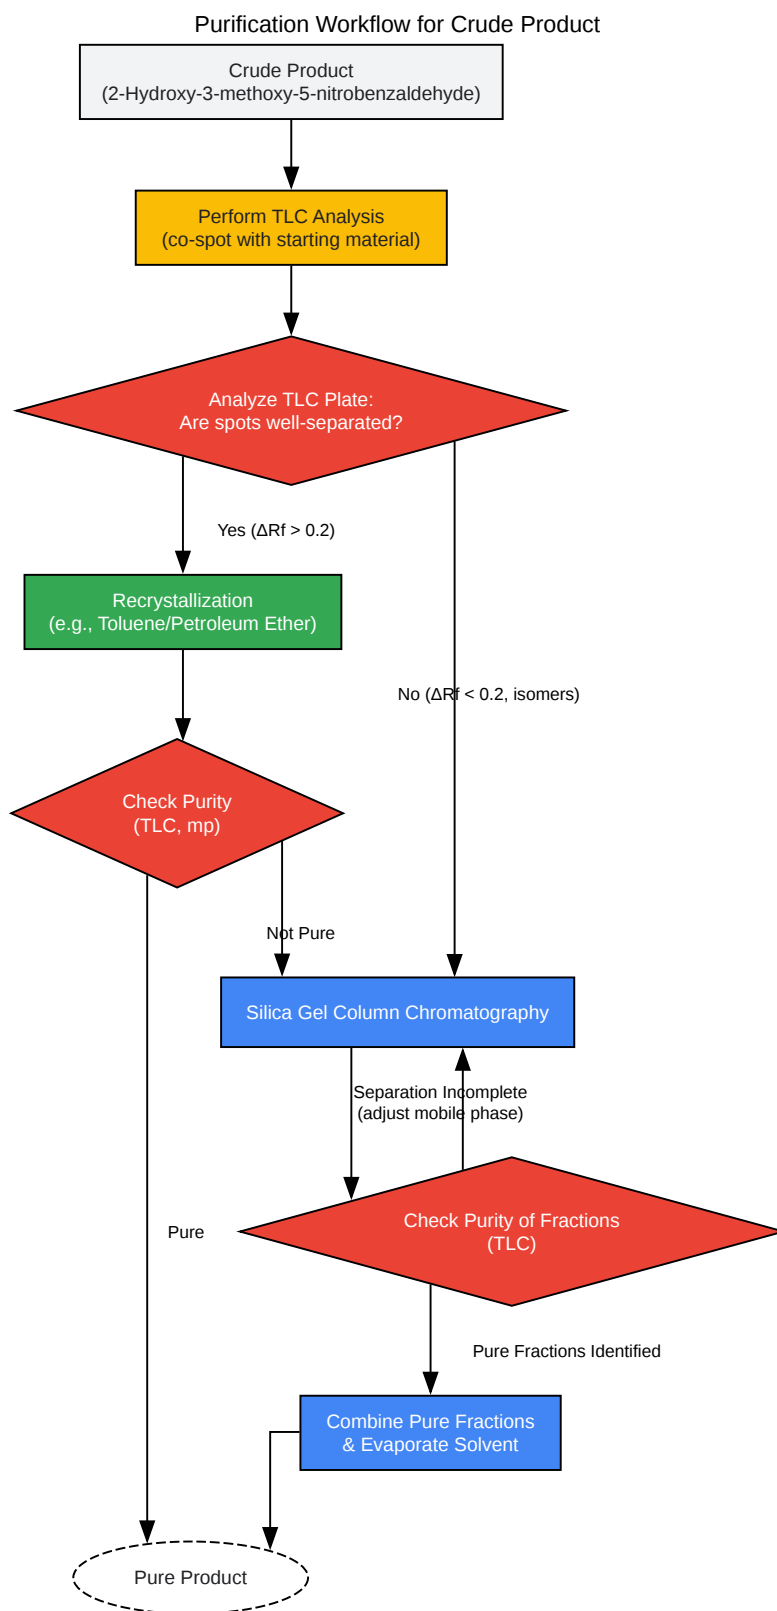 Purification Workflow for Crude Product
Crude Product
(2-Hydroxy-3-methoxy-5-nitrobenzaldehyde)
Perform TLC Analysis
(co-spot with starting material)
Analyze TLC Plate:
Are spots well-separated?
Yes (ΔRf > 0.2)
Recrystallization
(e.g., Toluene/Petroleum Ether)
No (ΔRf < 0.2, isomers)
Check Purity
(TLC, mp)
Not Pure
Silica Gel Column Chromatography
Separation Incomplete
(adjust mobile phase)
Check Purity of Fractions
(TLC)
Pure
Pure Fractions Identified
Combine Pure Fractions
& Evaporate Solvent
Pure Product